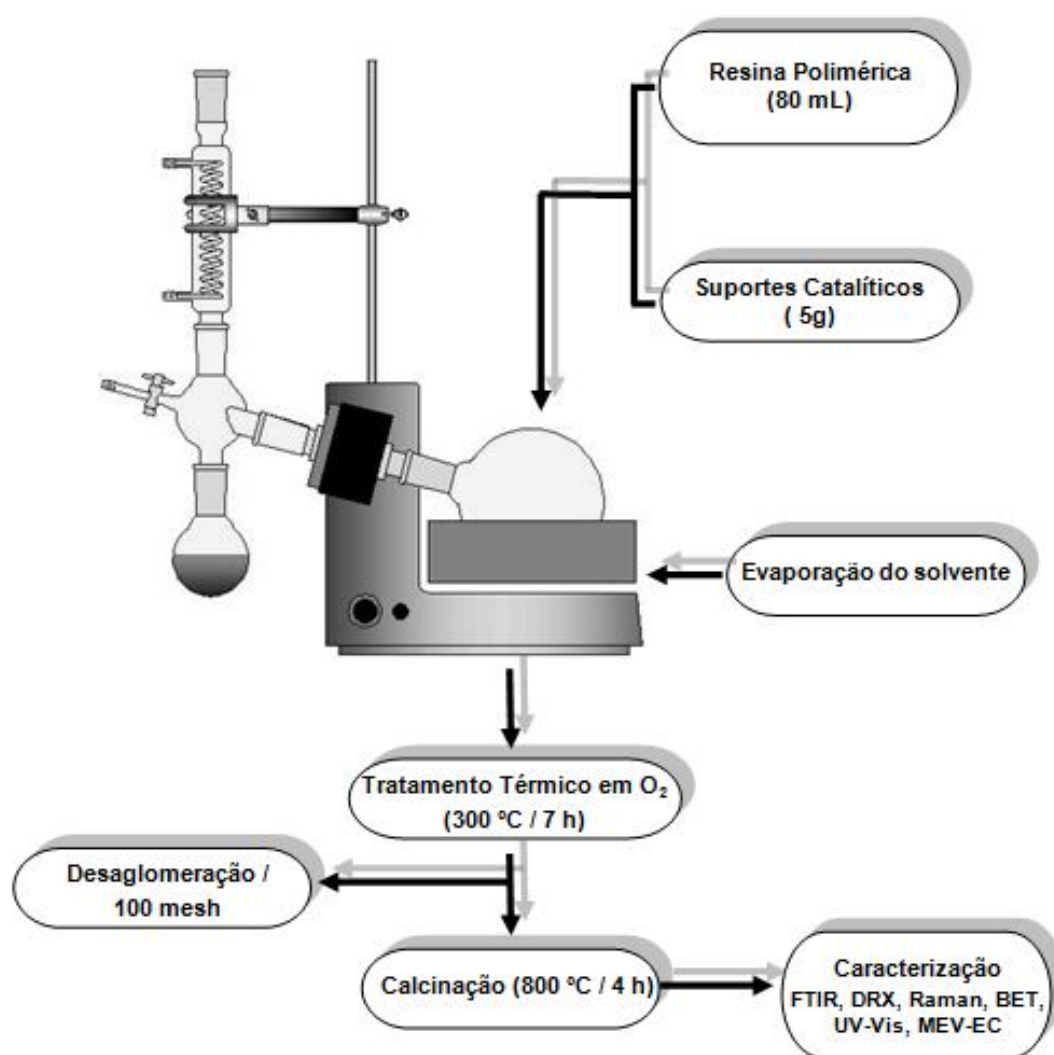 Resina Polimérica
(80 mL)
Suportes Catalíticos
( 5g)
Evaporação do solvente
Tratamento Térmico em O₂
(300 ºC / 7 h)
Desaglomeração /
100 mesh
Calcinação (800 ºC / 4 h)
Caracterização
FTIR, DRX, Raman, BET,
UV-Vis, MEV-EC